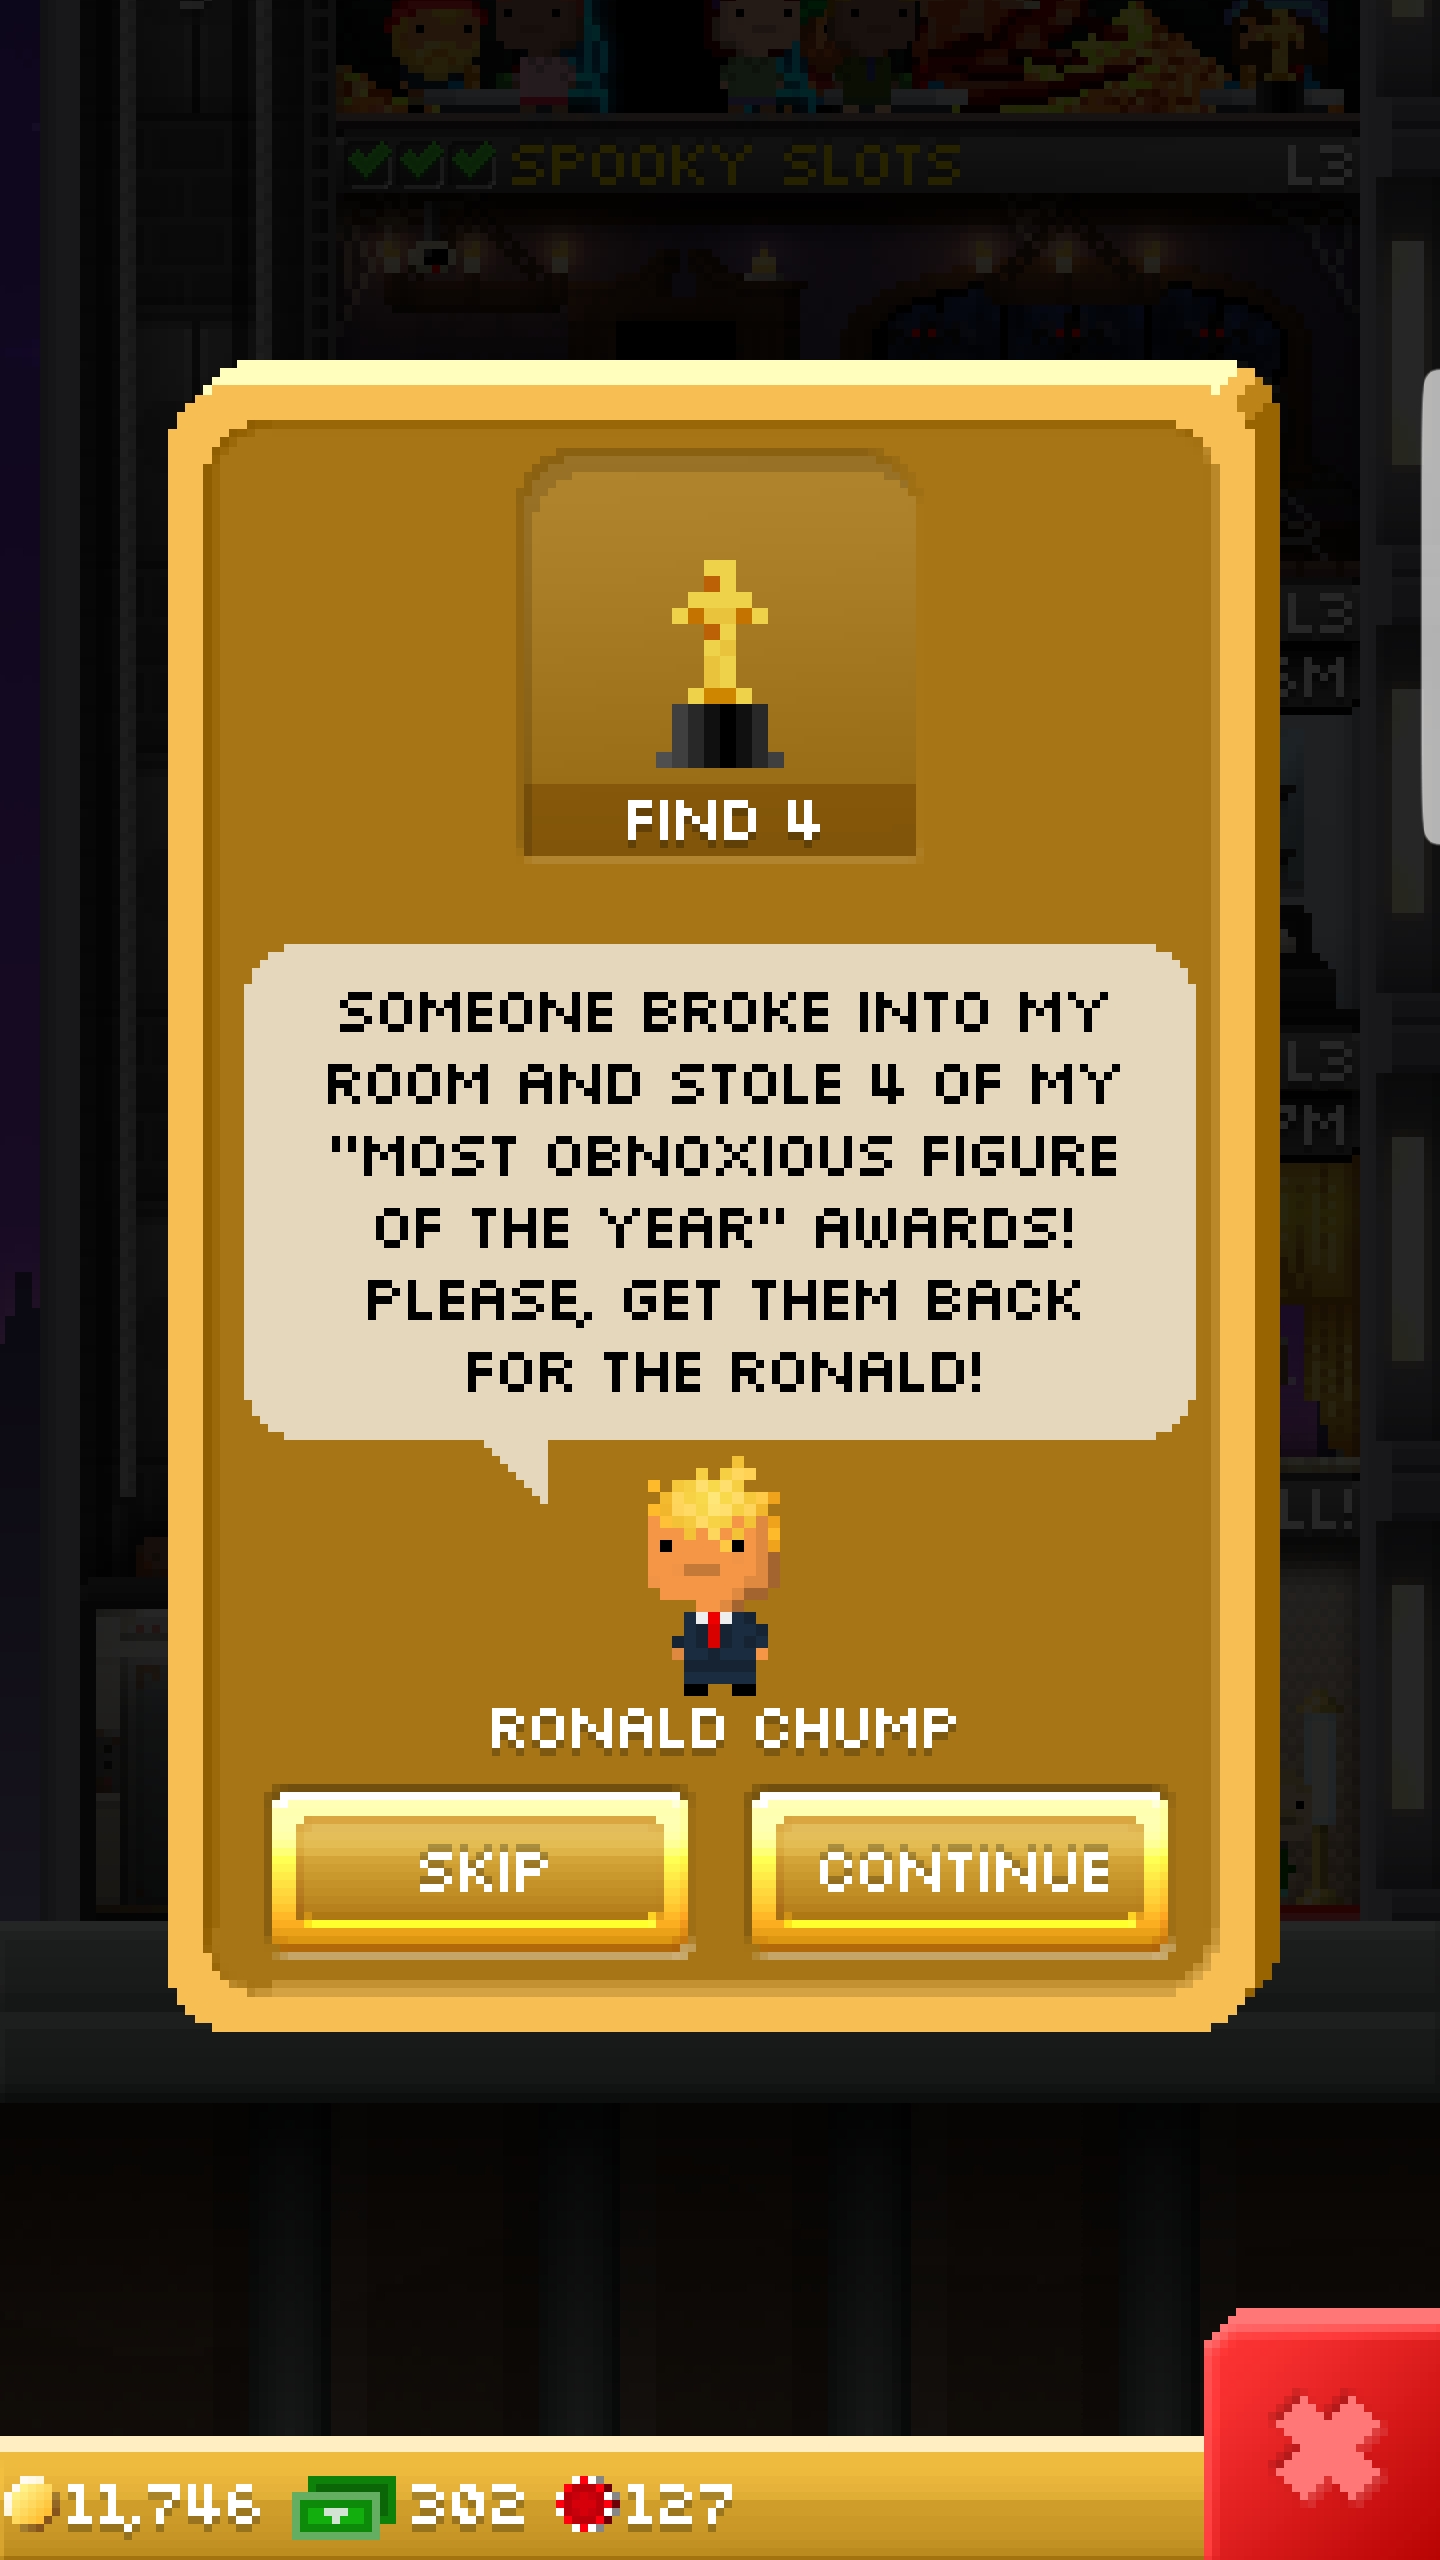 SPOOKY SLOTS L3
L3
M
FIND 4
SOMEONE BROKE INTO MY
ROOM AND STOLE 4 OF MY
"MOST OBNOXIOUS FIGURE
OF THE YEAR" AWARDS!
PLEASE, GET THEM BACK
FOR THE RONALD!
L3
PM
LL!
RONALD CHUMP
SKIP CONTINUE
11,746 302 127